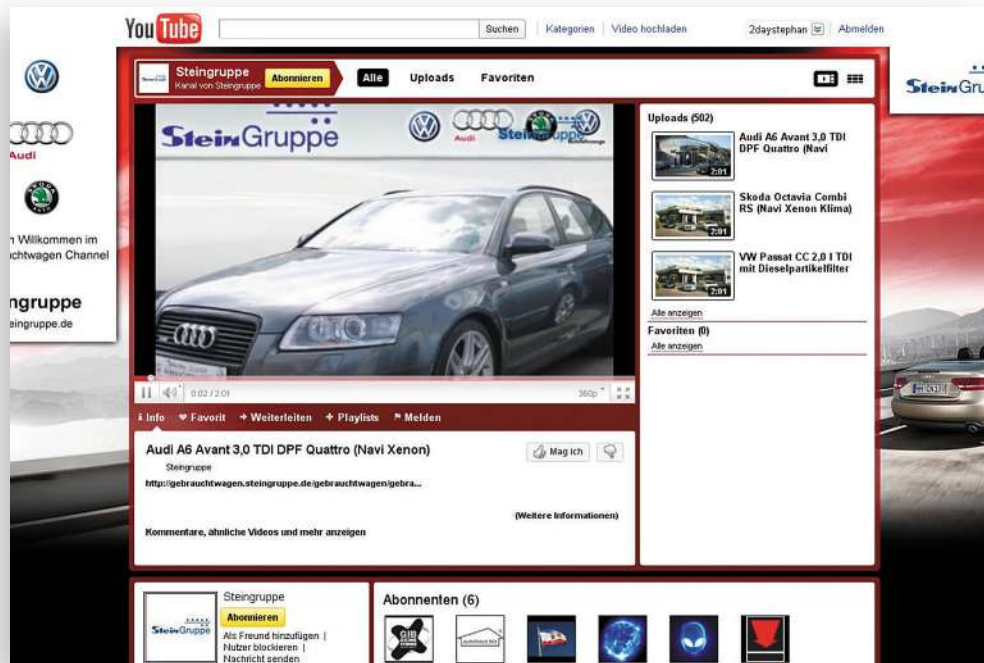 YouTube
Suchen
Kategorien | Video hochladen
2daystephan
Abmelden
Audi
ŠKODA
n Willkommen im
chtwagen Channel
ngruppe
eingruppe.de
SteinGru
Steingruppe
Kanal von Steingruppe
Abonnieren
Alle
Uploads
Favoriten
SteinGruppe
Audi
Steingruppe
0:02 / 2:01
360p
Info
Favorit
Weiterleiten
Playlists
Melden
Audi A6 Avant 3,0 TDI DPF Quattro (Navi Xenon)
Steingruppe
Mag ich
http://gebrauchtwagen.steingruppe.de/gebrauchtwagen/gebra...
(Weitere Informationen)
Kommentare, ähnliche Videos und mehr anzeigen
Uploads (502)
Audi A6 Avant 3,0 TDI
DPF Quattro (Navi
2:01
Skoda Octavia Combi
RS (Navi Xenon Klima)
2:01
VW Passat CC 2,0 l TDI
mit Dieselpartikelfilter
2:01
Alle anzeigen
Favoriten (0)
Alle anzeigen
SteinGruppe
Steingruppe
Abonnieren
Als Freund hinzufügen |
Nutzer blockieren |
Nachricht senden
Abonnenten (6)
GIB